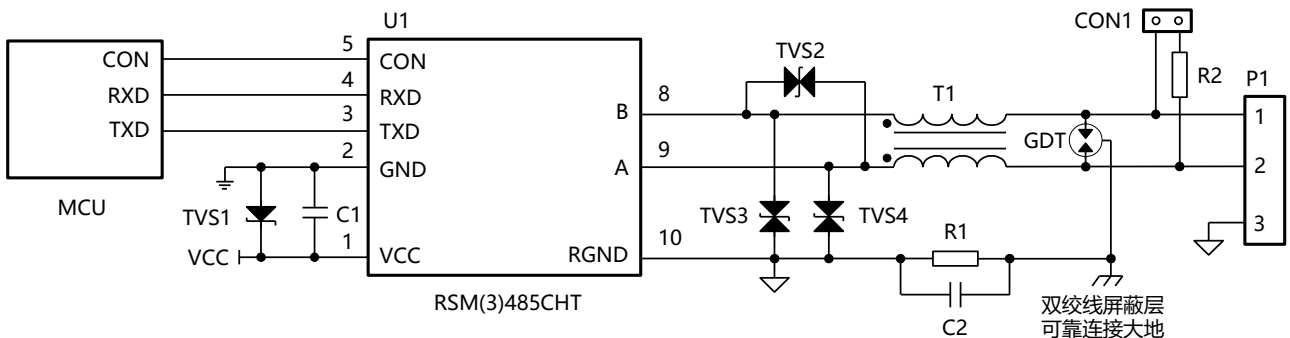 U1
MCU
CON
RXD
TXD
5
4
3
2
1
CON
RXD
TXD
GND
VCC
B
A
RGND
8
9
10
RSM(3)485CHT
TVS1
C1
VCC
TVS2
TVS3
TVS4
T1
GDT
R1
C2
CON1
R2
P1
1
2
3
双绞线屏蔽层
可靠连接大地